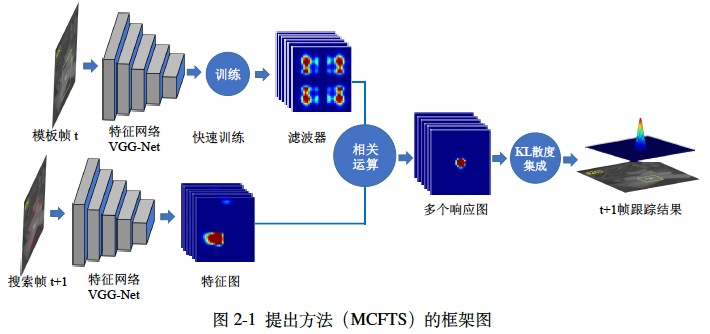 模板帧 t
特征网络
VGG-Net
训练
快速训练
滤波器
相关
运算
多个响应图
KL散度
集成
t+1帧跟踪结果
搜索帧 t+1
特征网络
VGG-Net
特征图
图 2-1 提出方法（MCFTS）的框架图